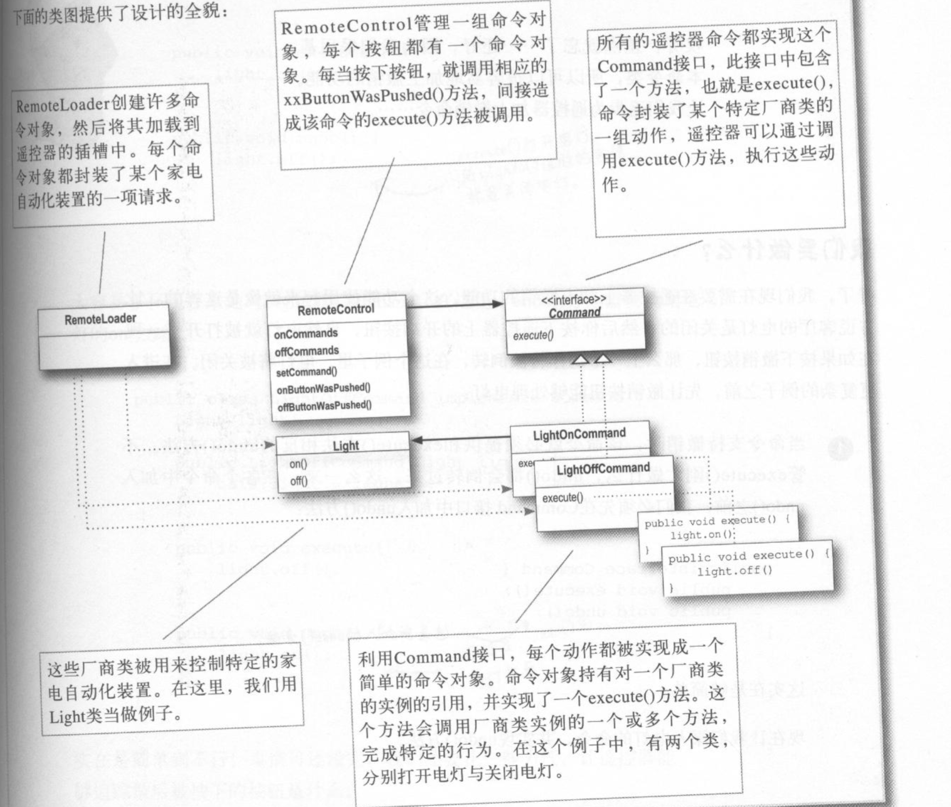 下面的类图提供了设计的全貌：
RemoteControl管理一组命令对
象，每个按钮都有一个命令对
象。每当按下按钮，就调用相应的
xxButtonWasPushed()方法，间接造
成该命令的execute()方法被调用。
所有的遥控器命令都实现这个
Command接口，此接口中包含
了一个方法，也就是execute()，
命令封装了某个特定厂商类的
一组动作，遥控器可以通过调
用execute()方法，执行这些动
作。
RemoteLoader创建许多命
令对象，然后将其加载到
遥控器的插槽中。每个命
令对象都封装了某个家电
自动化装置的一项请求。
RemoteLoader
RemoteControl
onCommands
offCommands
setCommand()
onButtonWasPushed()
offButtonWasPushed()
<<interface>>
Command
execute()
Light
on()
off()
LightOnCommand
exe
LightOffCommand
execute()
public void execute() {
light.on()
}
public void execute() {
light.off()
}
这些厂商类被用来控制特定的家
电自动化装置。在这里，我们用
Light类当做例子。
利用Command接口，每个动作都被实现成一个
简单的命令对象。命令对象持有对一个厂商类
的实例的引用，并实现了一个execute()方法。这
个方法会调用厂商类实例的一个或多个方法，
完成特定的行为。在这个例子中，有两个类，
分别打开电灯与关闭电灯。